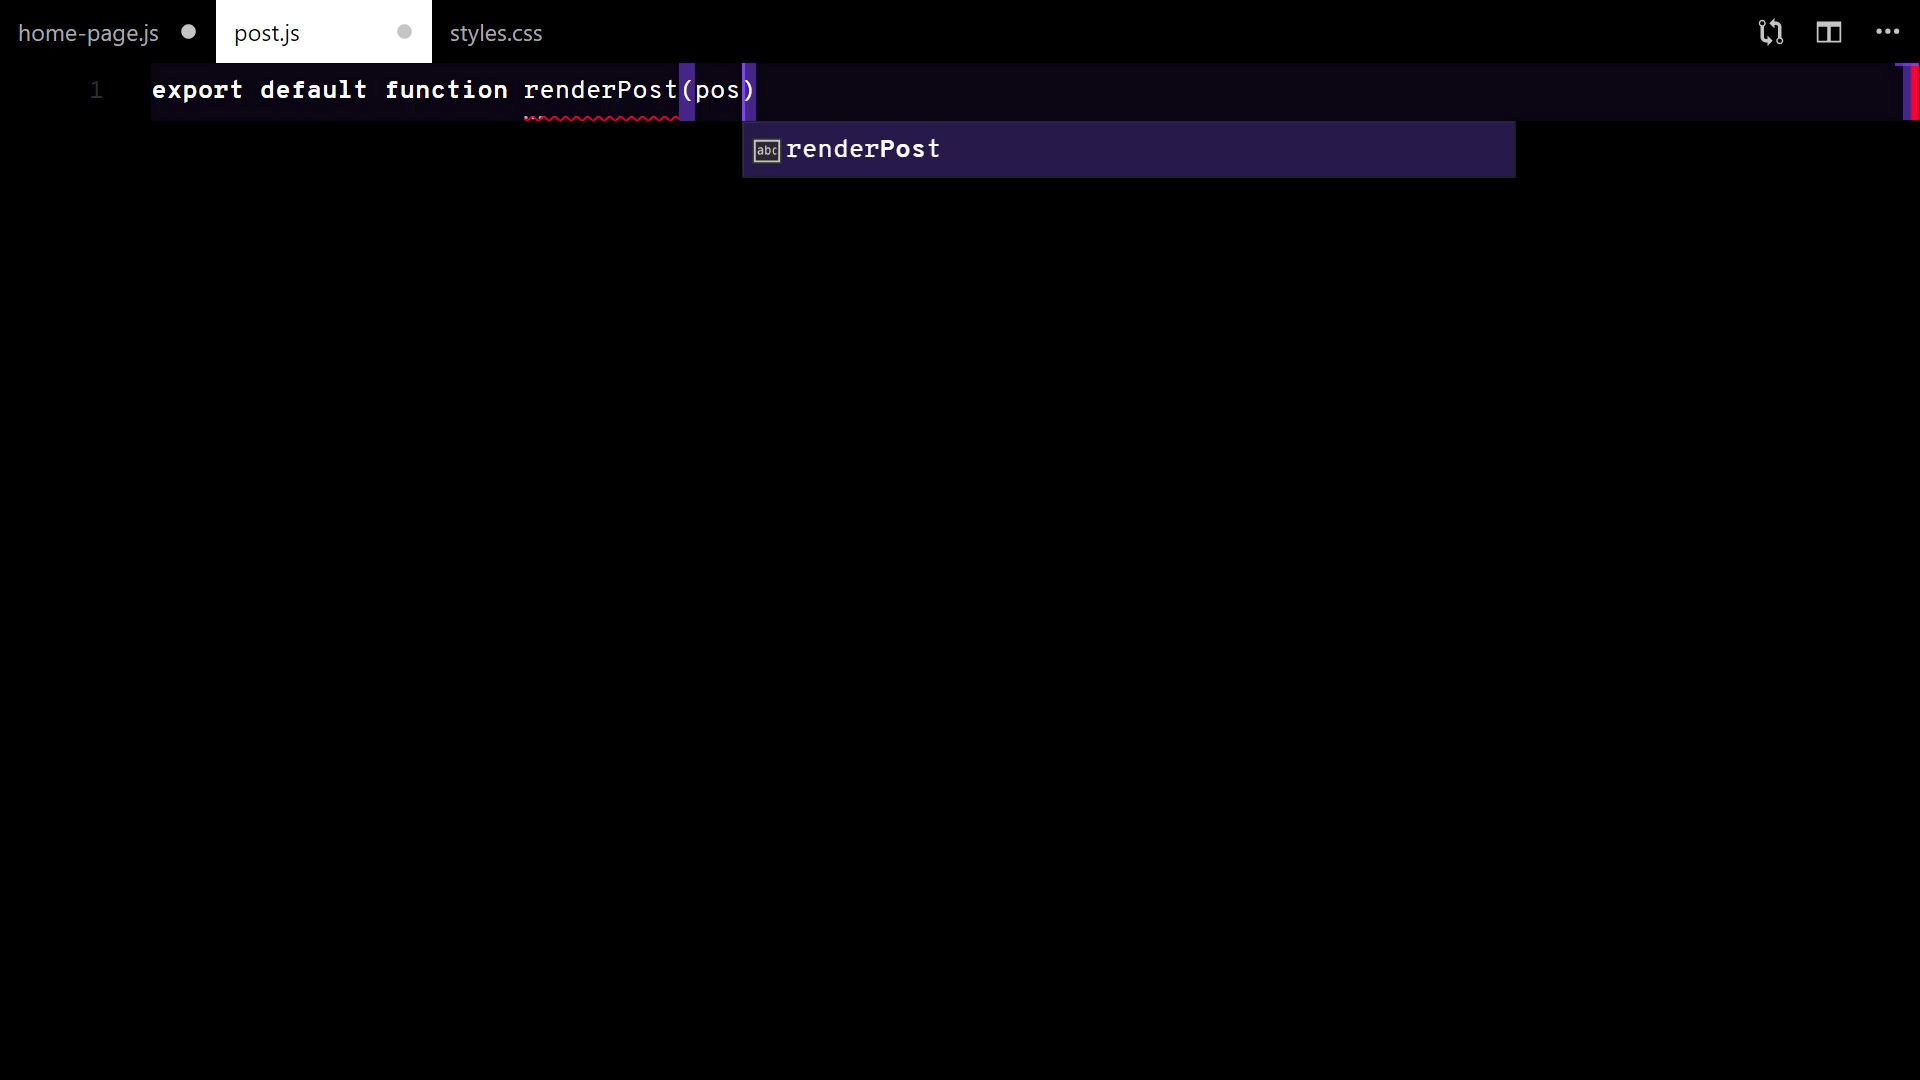 home-page.js post.js styles.css
1 export default function renderPost(pos)
abc renderPost